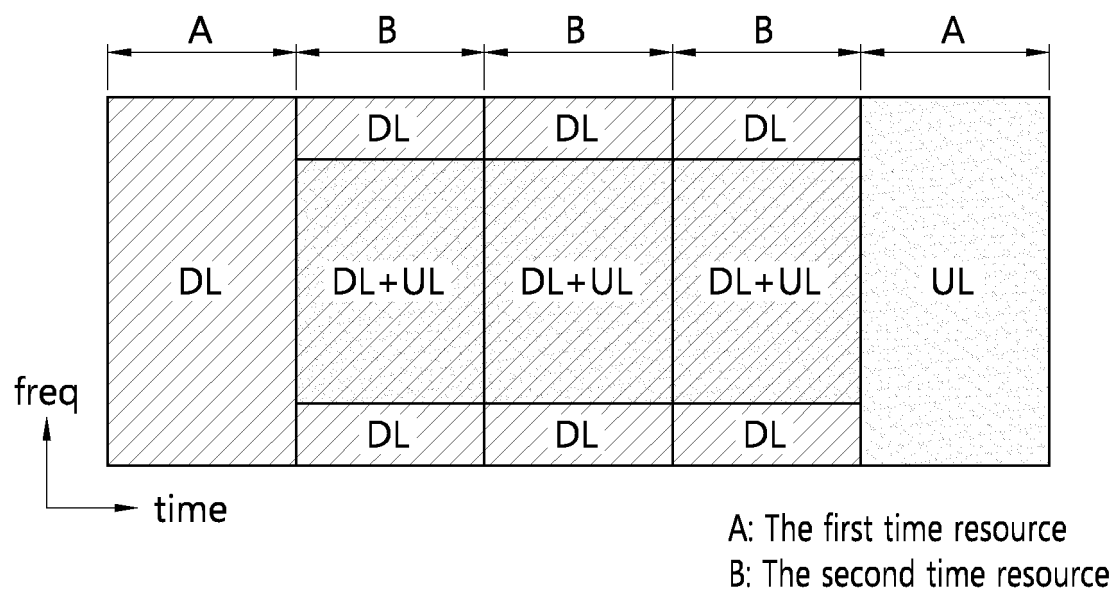 A B B B A
DL DL DL
DL DL+UL DL+UL DL+UL UL
freq
DL DL DL
time
A: The first time resource
B: The second time resource